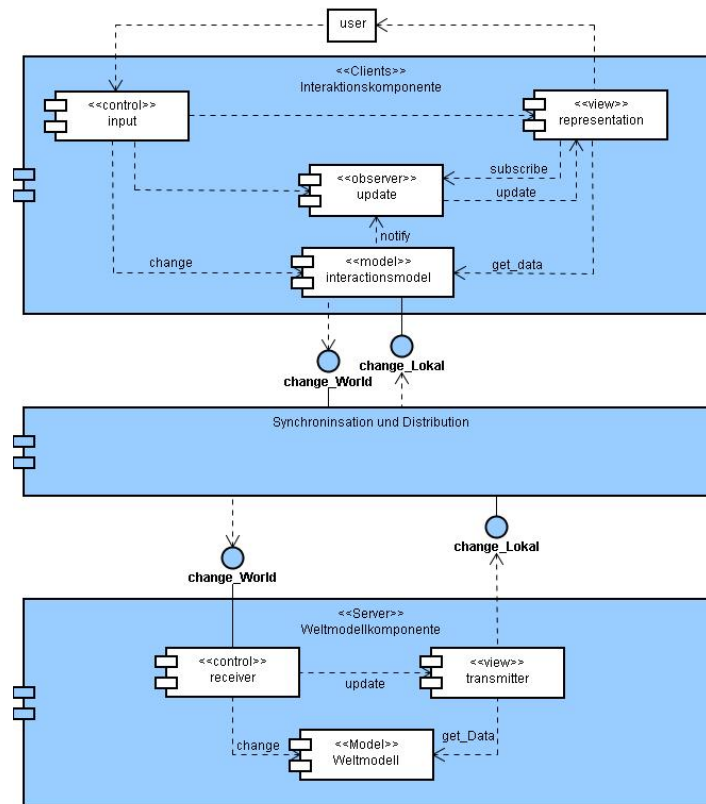 user
<<Clients>>
Interaktionskomponente
<<control>>
input
<<view>>
representation
subscribe
<<observer>>
update
update
notify
change
<<model>>
interactionsmodel
get_data
change_World
change_Lokal
Synchroninsation und Distribution
change_Lokal
change_World
<<Server>>
Weltmodellkomponente
<<control>>
receiver
update
<<view>>
transmitter
change
<<Model>>
Weltmodell
get_Data